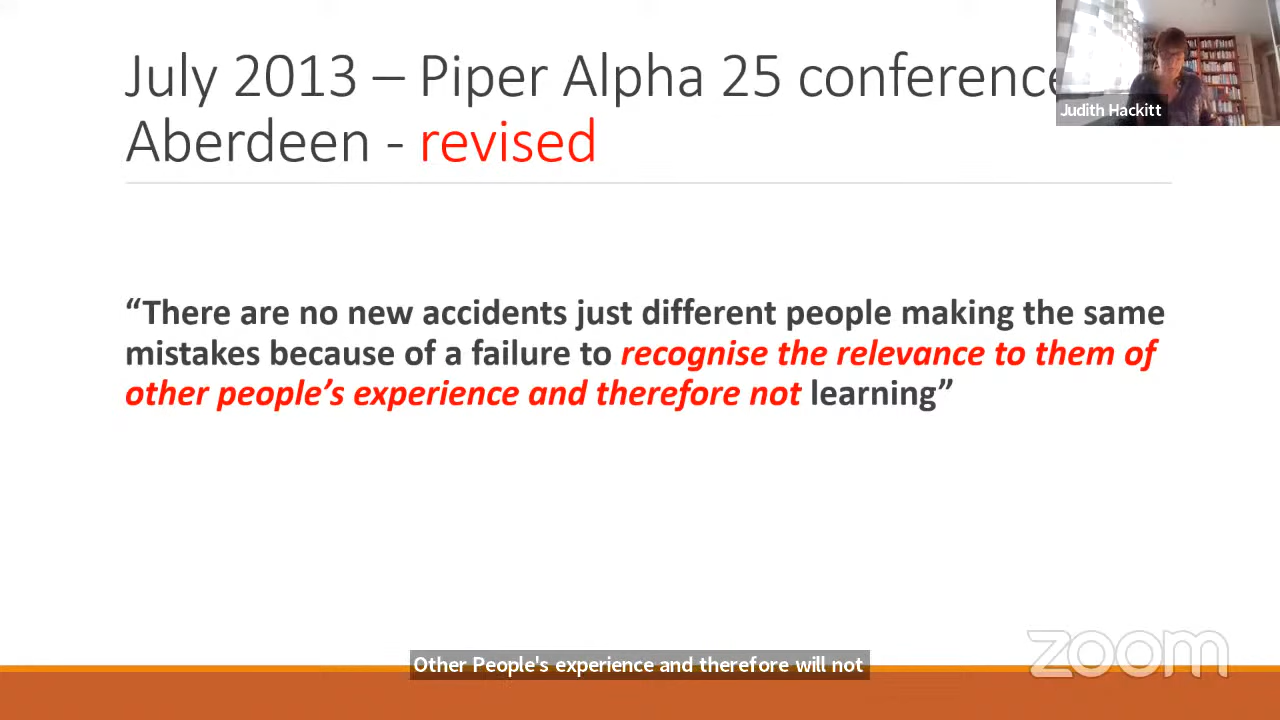 July 2013 – Piper Alpha 25 conference
Aberdeen - revised
Judith Hackitt
“There are no new accidents just different people making the same
mistakes because of a failure to recognise the relevance to them of
other people’s experience and therefore not learning”
Other People's experience and therefore will not
zoom